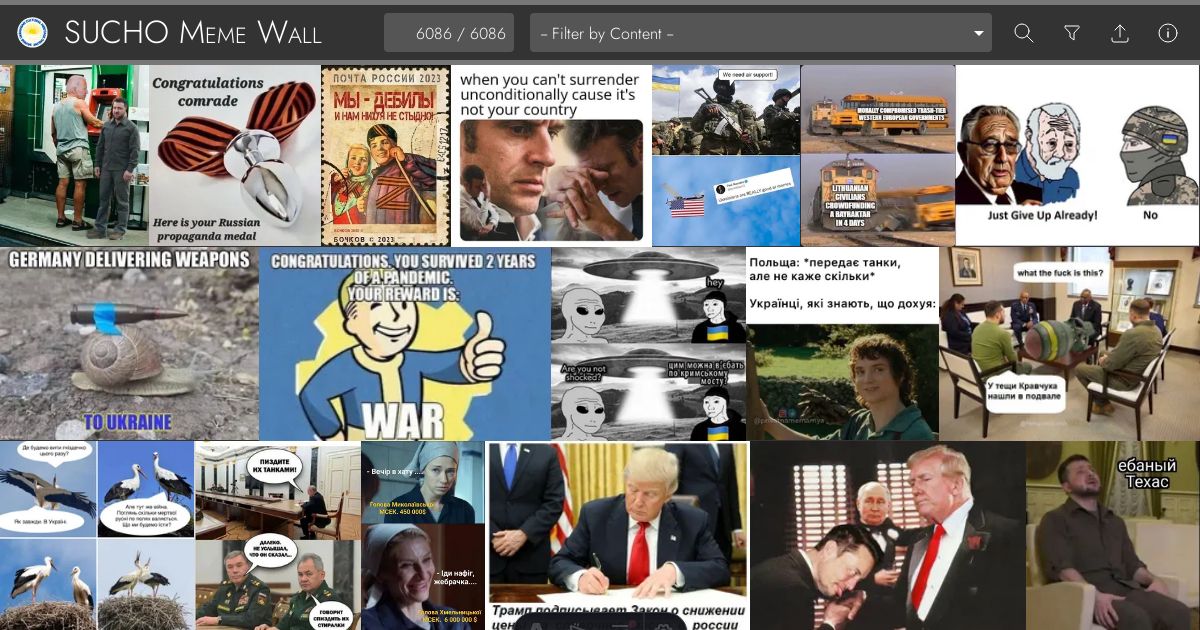 SUCHO Meme Wall
6086 / 6086
– Filter by Content –
Congratulations
comrade
Here is your Russian
propaganda medal
ПОЧТА РОССИИ 2023
МЫ - ДЕБИЛЫ
И НАМ НИХУЯ НЕ СТЫДНО!
БОЧКОВ © 2023
when you can't surrender
unconditionally cause it's
not your country
We need air support!
MORALLY COMPROMISED TRASH-TIER
WESTERN EUROPEAN GOVERNMENTS
LITHUANIAN
CIVILIANS
CROWDFUNDING
A BAYRAKTAR
IN 4 DAYS
Just Give Up Already!
No
GERMANY DELIVERING WEAPONS
TO UKRAINE
CONGRATULATIONS, YOU SURVIVED 2 YEARS
OF A PANDEMIC.
YOUR REWARD IS:
WAR
hey
Are you not
shocked?
цим можна в'єбать
по кримському
мосту!
Польща: *передає танки,
але не каже скільки*
Українці, які знають, що дохуя:
what the fuck is this?
У тещи Кравчука
нашли в подвале
Де будемо вити гніздечко
цього разу?
Як завжди. В Україні.
Але тут же війна.
Поглянь скільки мертвої
русні по полях валяється.
Що ми будемо їсти?
ПИЗДИТЕ
ИХ ТАНКАМИ!
ДАЛЕКО.
НЕ УСЛЫШАЛ,
ЧТО ОН СКАЗАЛ...
ГОВОРИТ
СПИЗДИТЬ ИХ
СТИРАЛКИ
- Вечір в хату ....
Голова Миколаївської
МСЕК. 450 000$
- Іди нафіг,
жебрачка....
Голова Хмельницької
МСЕК. 6 000 000 $
Трамп подписывает Закон о снижении
россии
ебаный
Техас